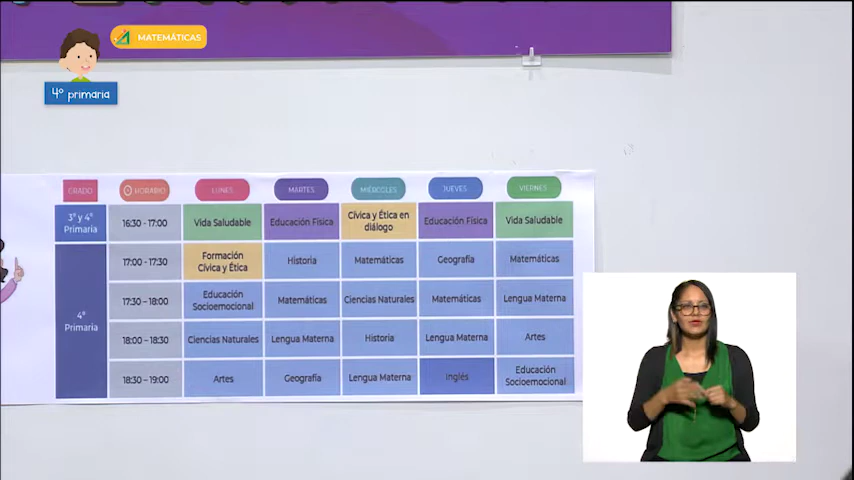 MATEMÁTICAS
4º primaria
GRADO HORARIO LUNES MARTES MIÉRCOLES JUEVES VIERNES
3° y 4° Primaria 16:30 - 17:00 Vida Saludable Educación Física Cívica y Ética en diálogo Educación Física Vida Saludable
4° Primaria 17:00 - 17:30 Formación Cívica y Ética Historia Matemáticas Geografía Matemáticas
17:30 - 18:00 Educación Socioemocional Matemáticas Ciencias Naturales Matemáticas Lengua Materna
18:00 – 18:30 Ciencias Naturales Lengua Materna Historia Lengua Materna Artes
18:30 - 19:00 Artes Geografía Lengua Materna Inglés Educación Socioemocional